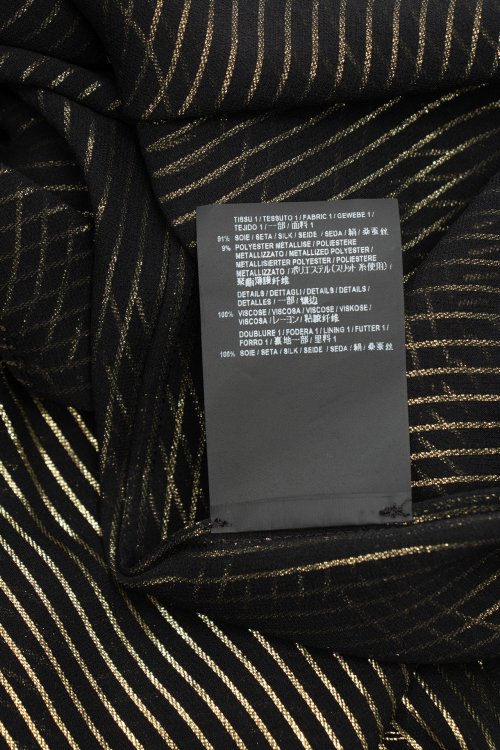 TISSU 1 / TESSUTO 1 / FABRIC 1 / GEWEBE 1 /
TEJIDO 1 / 一部 / 面料 1
91% SOIE / SETA / SILK / SEIDE / SEDA / 絹 / 桑蚕丝
9% POLYESTER METALLISE / POLIESTERE
METALLIZZATO / METALLIZED POLYESTER /
METALLISIERTER POLYESTER / POLIESTERE
METALLIZZATO / ポリエステル(スリット糸使用) /
聚酯薄膜纤维
DETAILS / DETTAGLI / DETAILS / DETAILS /
DETALLES / 一部 / 镶边
100% VISCOSE / VISCOSA / VISCOSE / VISKOSE /
VISCOSA / レーヨン / 粘胶纤维
DOUBLURE 1 / FODERA 1 / LINING 1 / FUTTER 1 /
FORRO 1 / 裏地一部 / 里料 1
100% SOIE / SETA / SILK / SEIDE / SEDA / 絹 / 桑蚕丝